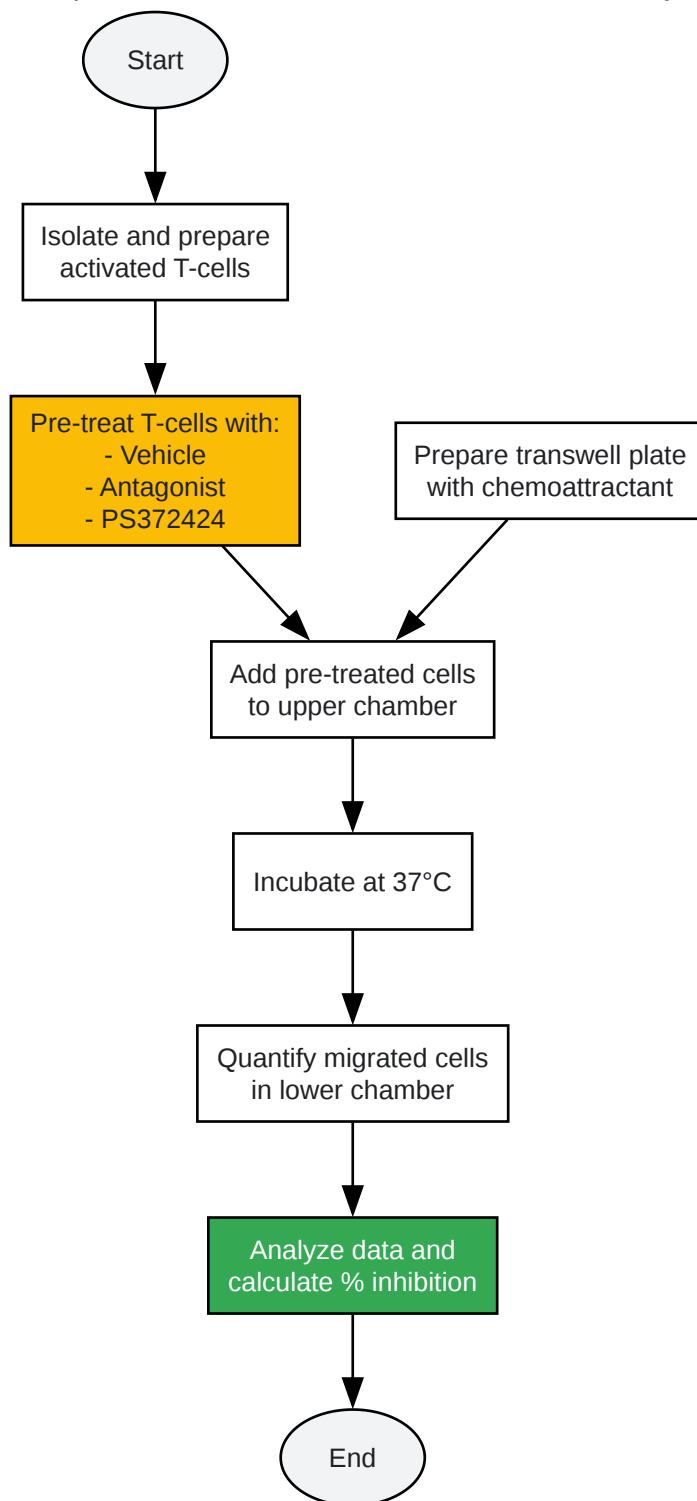 Start
Isolate and prepare
activated T-cells
Pre-treat T-cells with:
- Vehicle
- Antagonist
- PS372424
Prepare transwell plate
with chemoattractant
Add pre-treated cells
to upper chamber
Incubate at 37°C
Quantify migrated cells
in lower chamber
Analyze data and
calculate % inhibition
End